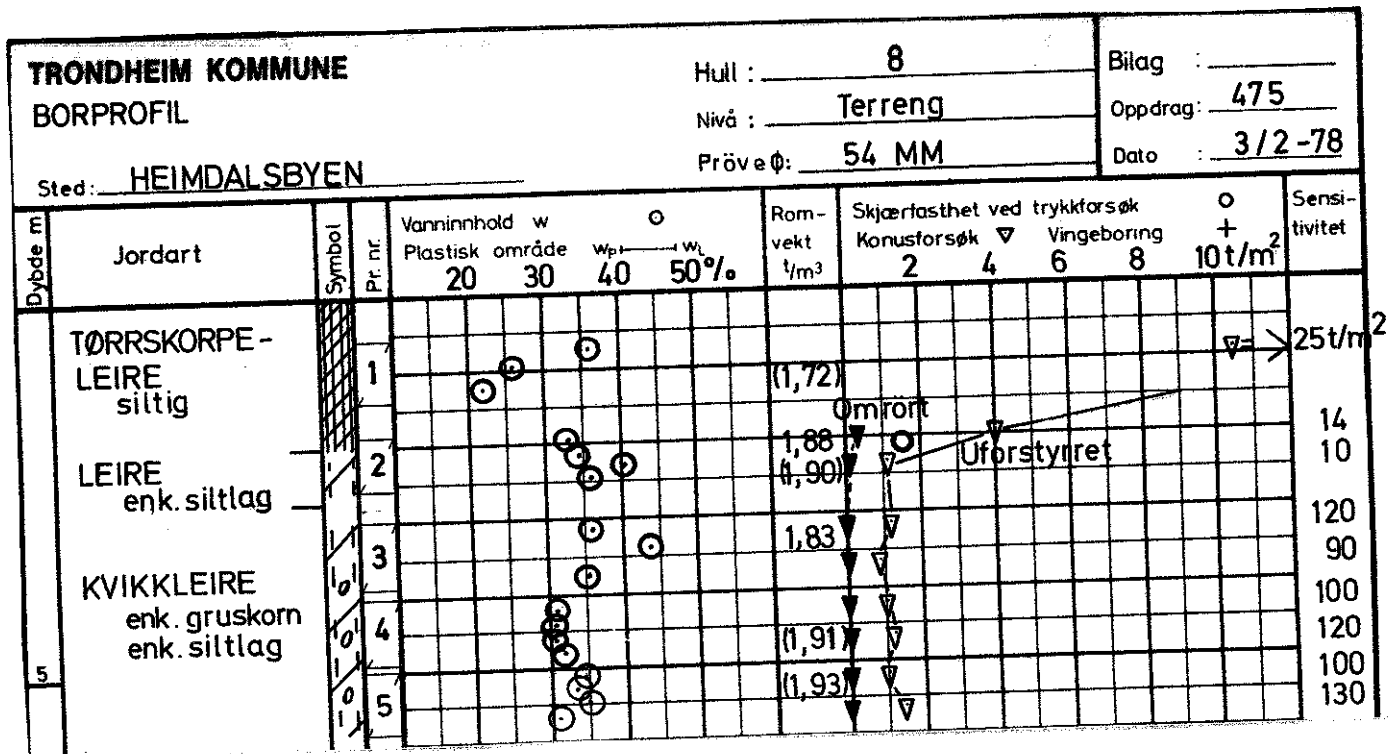 TRONDHEIM KOMMUNE
BORPROFIL
Sted: HEIMDALSBYEN
Hull : 8
Nivå : Terreng
Pröve φ: 54 MM
Bilag :
Oppdrag: 475
Dato : 3/2-78
Dybde m
Jordart
Symbol
Pr. nr.
Vanninnhold w
Plastisk område wp wL
20 30 40 50%
Rom-
vekt
t/m³
Skjærfasthet ved trykkforsøk
Konusforsøk Vingeboring +
2 4 6 8 10 t/m²
Sensi-
tivitet
TØRRSKORPE-
LEIRE
siltig
LEIRE
enk. siltlag
KVIKKLEIRE
enk. gruskorn
enk. siltlag
5
1
2
3
4
5
(1,72)
1,88
(1,90)
1,83
(1,91)
(1,93)
Omrört
Uforstyrret
= 25 t/m²
14
10
120
90
100
120
100
130